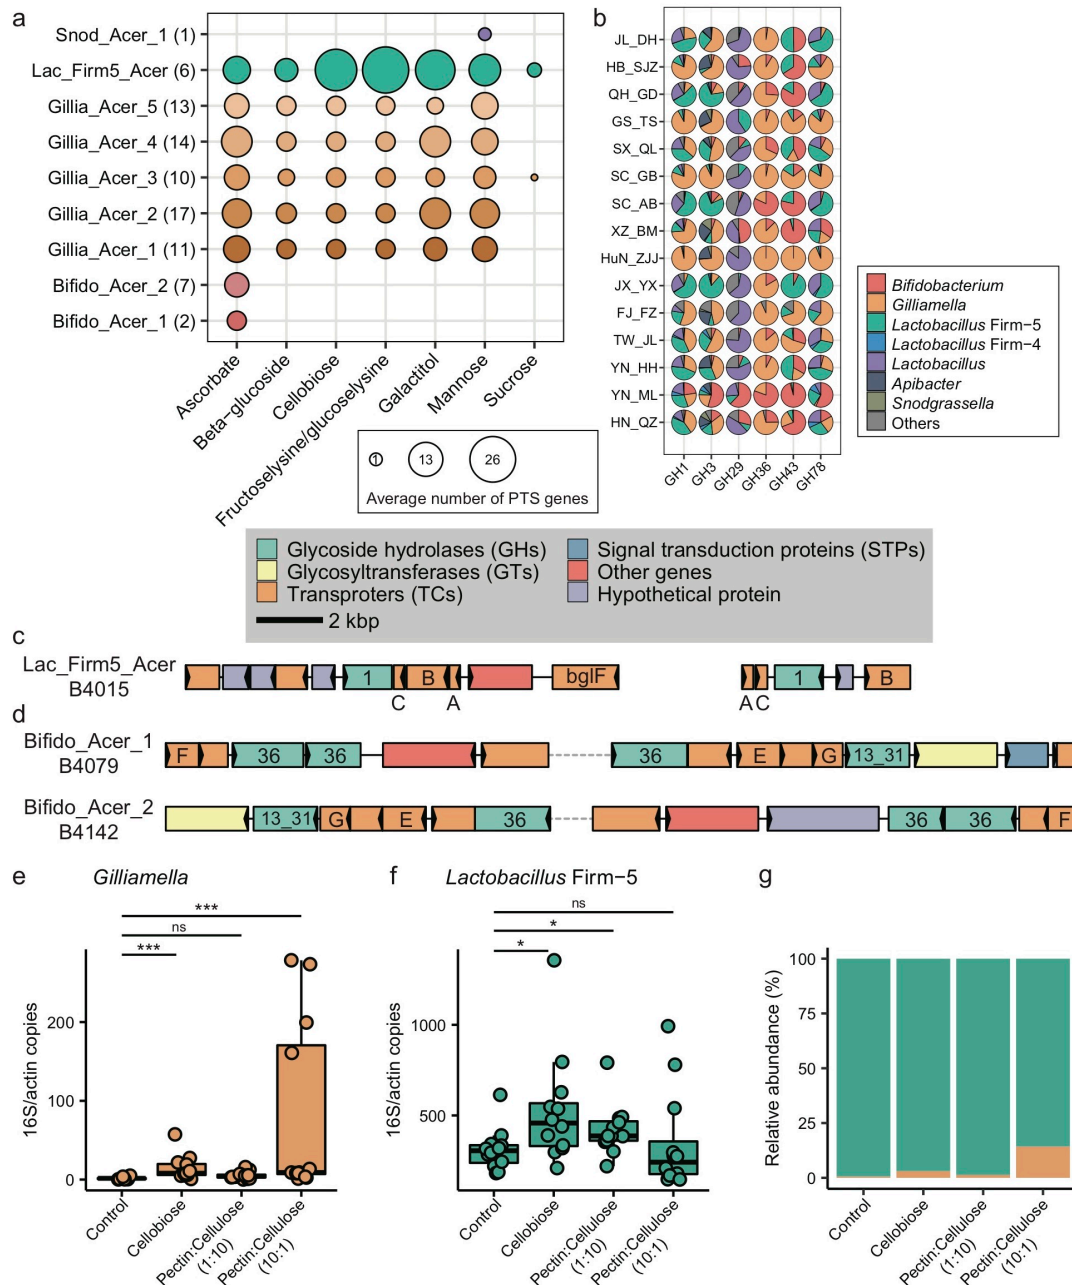 a
Snod_Acer_1 (1)
Lac_Firm5_Acer (6)
Gillia_Acer_5 (13)
Gillia_Acer_4 (14)
Gillia_Acer_3 (10)
Gillia_Acer_2 (17)
Gillia_Acer_1 (11)
Bifido_Acer_2 (7)
Bifido_Acer_1 (2)
Ascorbate
Beta−glucoside
Cellobiose
Fructoselysine/glucoselysine
Galactitol
Mannose
Sucrose
1 13 26
Average number of PTS genes
b
JL_DH
HB_SJZ
QH_GD
GS_TS
SX_QL
SC_GB
SC_AB
XZ_BM
HuN_ZJJ
JX_YX
FJ_FZ
TW_JL
YN_HH
YN_ML
HN_QZ
GH1
GH3
GH29
GH36
GH43
GH78
Bifidobacterium
Gilliamella
Lactobacillus Firm−5
Lactobacillus Firm−4
Lactobacillus
Apibacter
Snodgrassella
Others
Glycoside hydrolases (GHs)
Glycosyltransferases (GTs)
Transproters (TCs)
Signal transduction proteins (STPs)
Other genes
Hypothetical protein
2 kbp
c
Lac_Firm5_Acer
B4015
1 B bglF 1 B
C A A C
d
Bifido_Acer_1
B4079
F 36 36 36 E G 13_31
Bifido_Acer_2
B4142
13_31 G E 36 36 36 F
e
Gilliamella
***
ns
***
16S/actin copies
200
100
0
Control
Cellobiose
Pectin:Cellulose
(1:10)
Pectin:Cellulose
(10:1)
f
Lactobacillus Firm−5
ns
*
*
16S/actin copies
1000
500
Control
Cellobiose
Pectin:Cellulose
(1:10)
Pectin:Cellulose
(10:1)
g
Relative abundance (%)
100
75
50
25
0
Control
Cellobiose
Pectin:Cellulose
(1:10)
Pectin:Cellulose
(10:1)